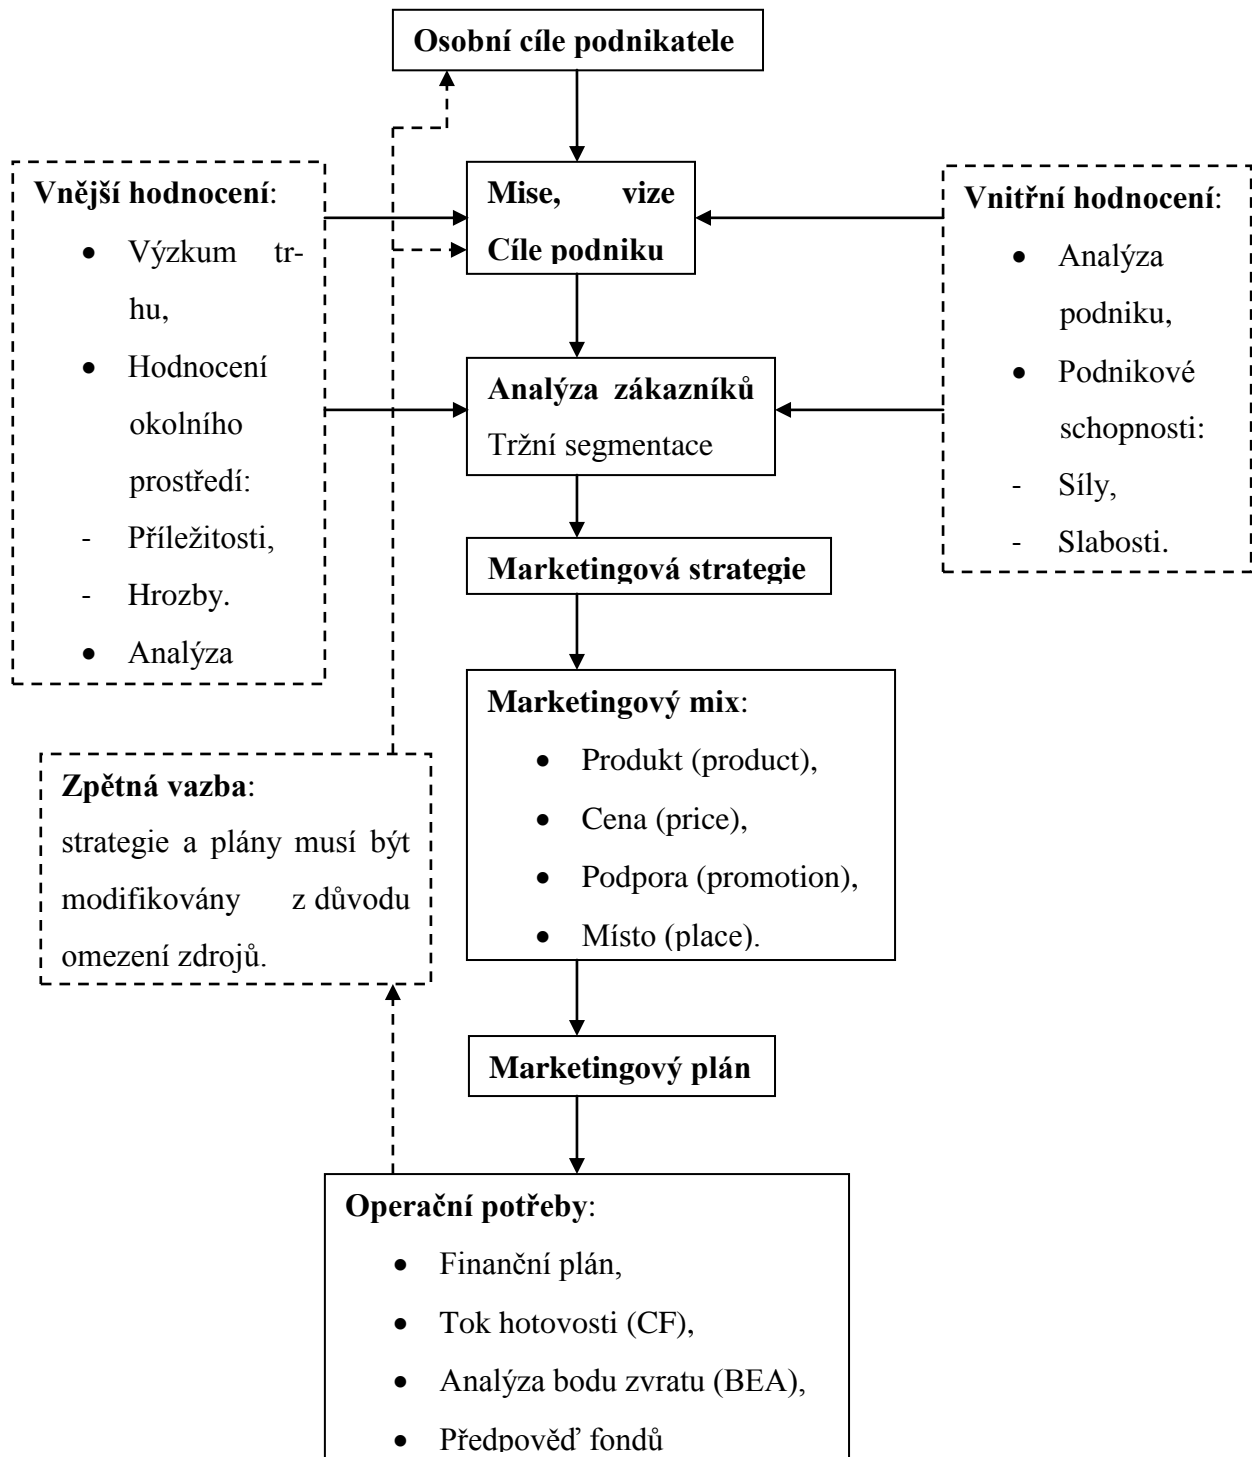 Osobní cíle podnikatele
Mise, vize
Cíle podniku
Vnější hodnocení:
• Výzkum tr-
hu,
• Hodnocení
okolního
prostředí:
- Příležitosti,
- Hrozby.
• Analýza
Vnitřní hodnocení:
• Analýza
podniku,
• Podnikové
schopnosti:
- Síly,
- Slabosti.
Analýza zákazníků
Tržní segmentace
Marketingová strategie
Marketingový mix:
• Produkt (product),
• Cena (price),
• Podpora (promotion),
• Místo (place).
Zpětná vazba:
strategie a plány musí být
modifikovány z důvodu
omezení zdrojů.
Marketingový plán
Operační potřeby:
• Finanční plán,
• Tok hotovosti (CF),
• Analýza bodu zvratu (BEA),
• Předpověď fondů